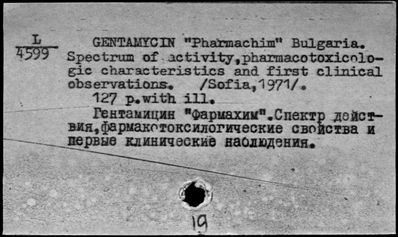 L
4599
GENTAMYCIN "Pharmachim" Bulgaria.
Spectrum of activity,pharmacotoxicolo-
gic characteristics and first clinical
observations. /Sofia,1971/.
127 p.with ill.
Гентамицин "Фармахим".Спектр дейст-
вия,фармакотоксилогические свойства и
первые клинические наблюдения.
19